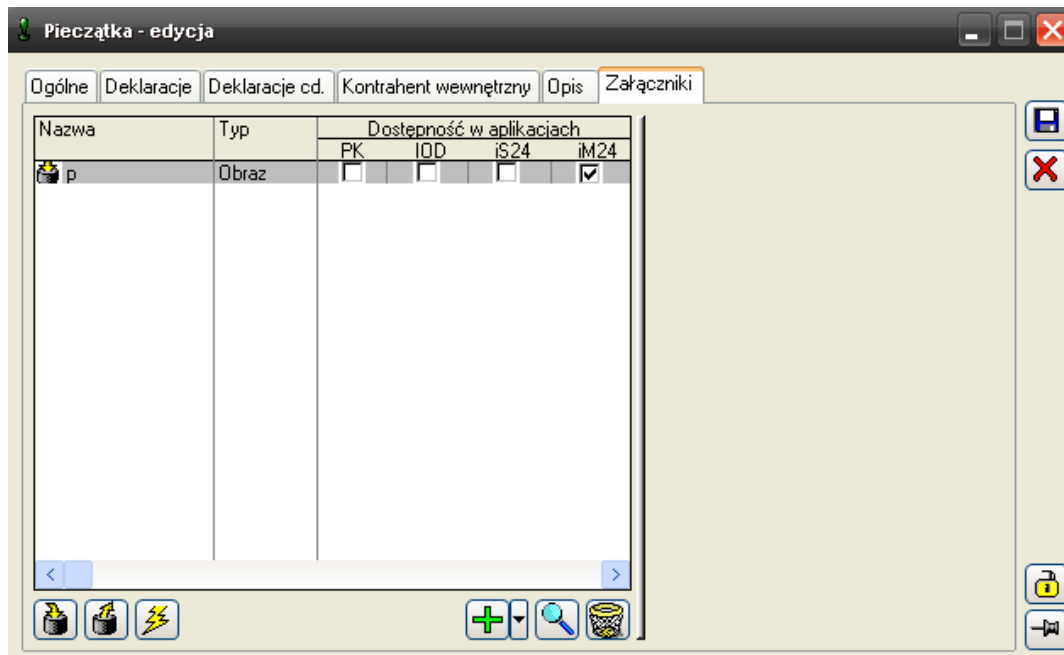 Pieczątka - edycja
Ogólne Deklaracje Deklaracje cd. Kontrahent wewnętrzny Opis Załączniki
Nazwa Typ Dostępność w aplikacjach
PK IOD iS24 iM24
p Obraz